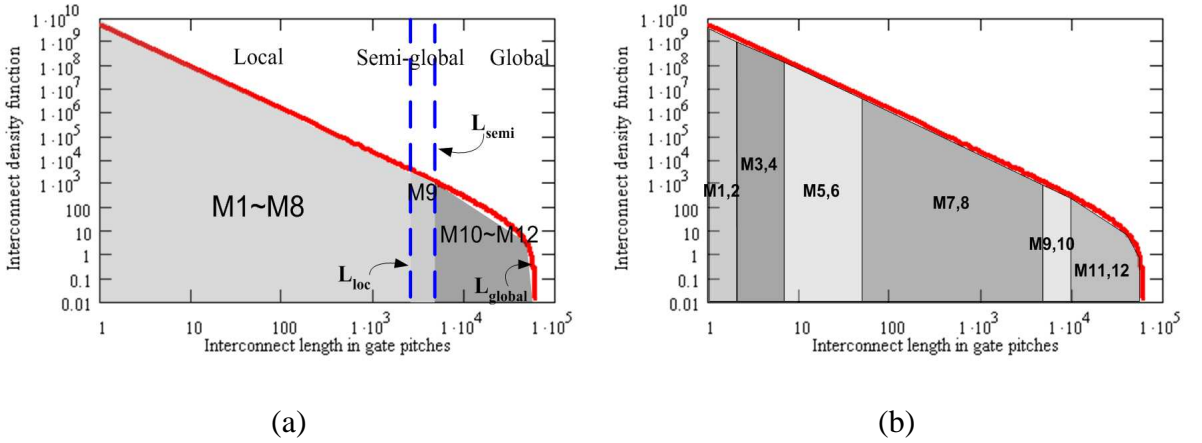 Interconnect density function
1·10^10
1·10^9
1·10^8
1·10^7
1·10^6
1·10^5
1·10^4
1·10^3
100
10
1
0.1
0.01
Local
Semi-global
Global
L_semi
M9
M1~M8
M10~M12
L_loc
L_global
1
10
100
1·10^3
1·10^4
1·10^5
Interconnect length in gate pitches
(a)
Interconnect density function
1·10^10
1·10^9
1·10^8
1·10^7
1·10^6
1·10^5
1·10^4
1·10^3
100
10
1
0.1
0.01
M1,2
M3,4
M5,6
M7,8
M9,10
M11,12
1
10
100
1·10^3
1·10^4
1·10^5
Interconnect length in gate pitches
(b)